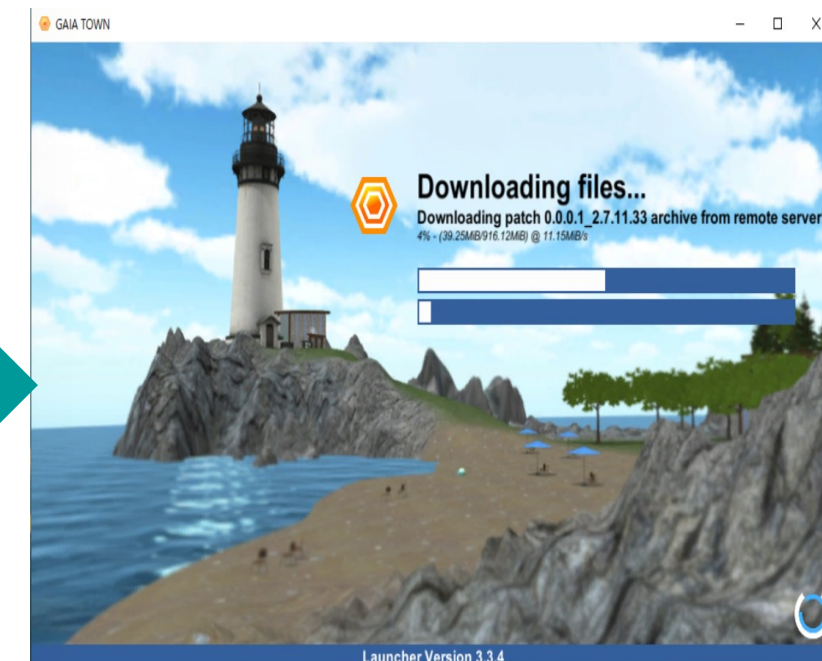 GAIA TOWN
Downloading files...
Downloading patch 0.0.0.1_2.7.11.33 archive from remote server
4% - (39.25MiB/916.12MiB) @ 11.15MiB/s
Launcher Version 3.3.4